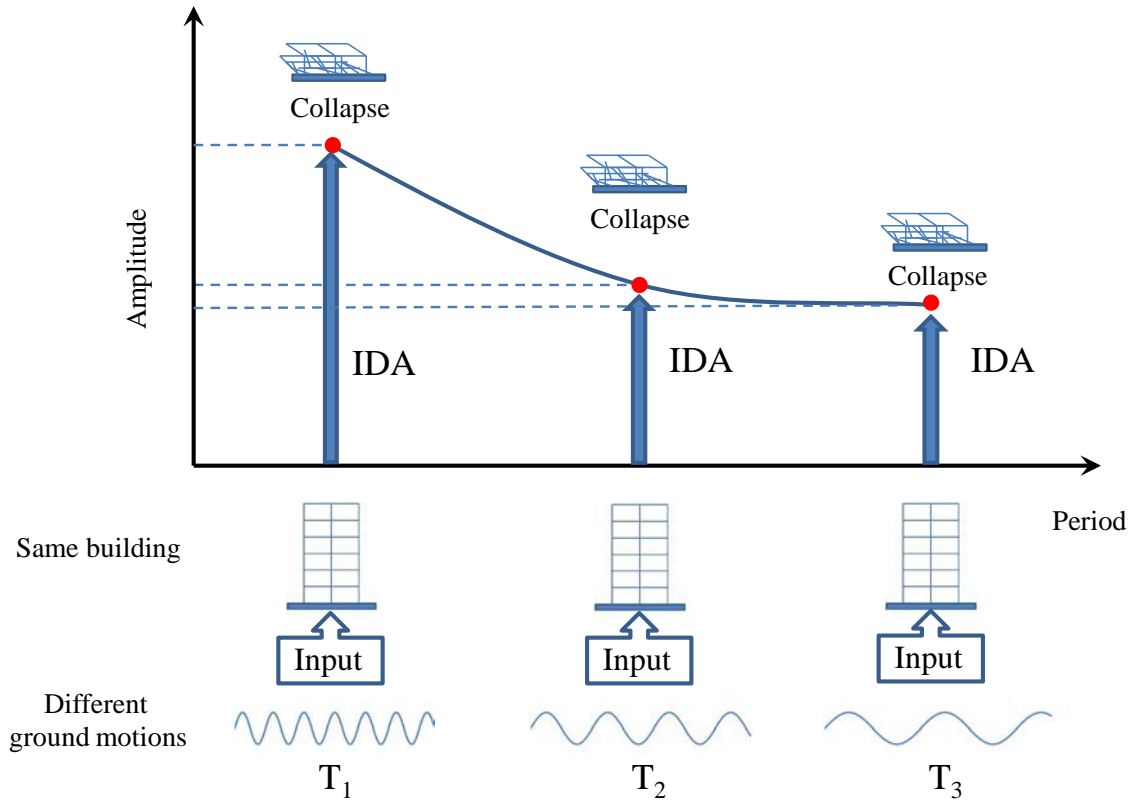 Collapse
Collapse
Collapse
Amplitude
IDA
IDA
IDA
Period
Same building
Input
Input
Input
Different
ground motions
T1
T2
T3